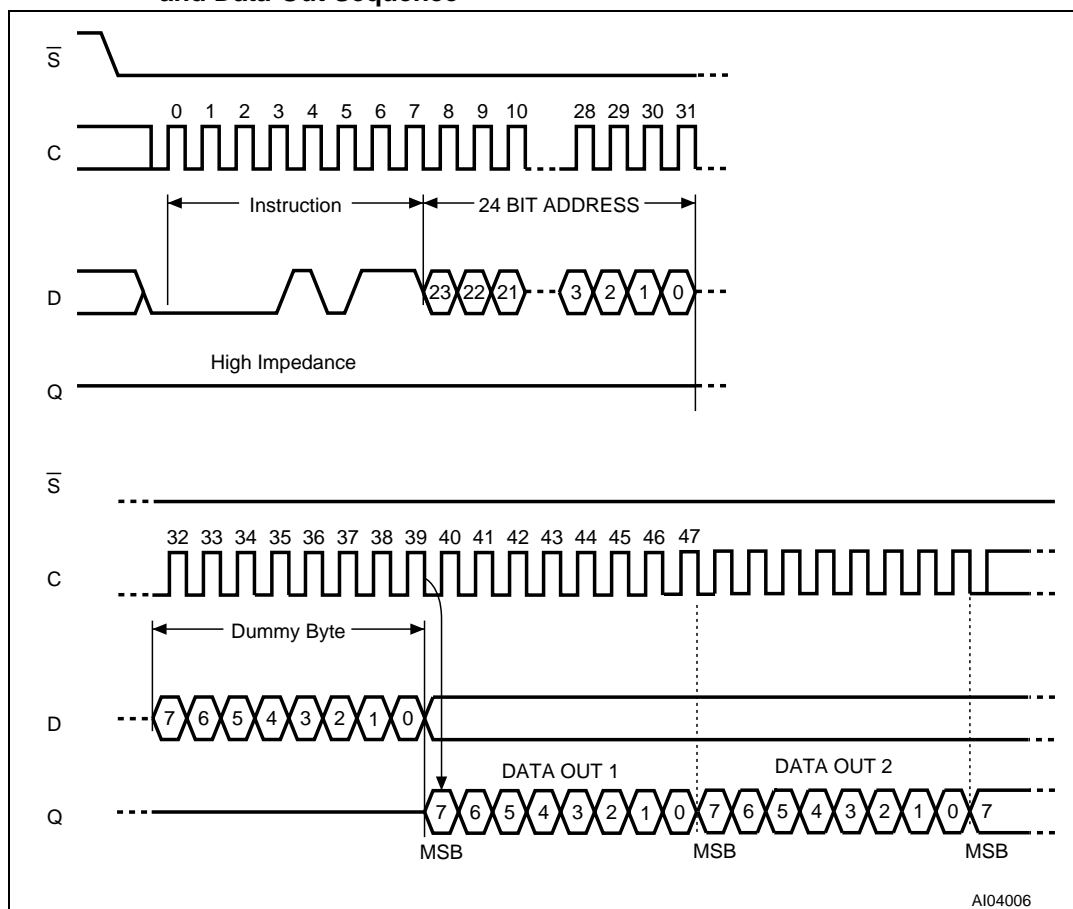 and Data-Out Sequence
S
0 1 2 3 4 5 6 7 8 9 10 28 29 30 31
C
Instruction 24 BIT ADDRESS
D
23 22 21 3 2 1 0
High Impedance
Q
S
32 33 34 35 36 37 38 39 40 41 42 43 44 45 46 47
C
Dummy Byte
D
7 6 5 4 3 2 1 0
DATA OUT 1 DATA OUT 2
Q
7 6 5 4 3 2 1 0 7 6 5 4 3 2 1 0 7
MSB MSB MSB
AI04006